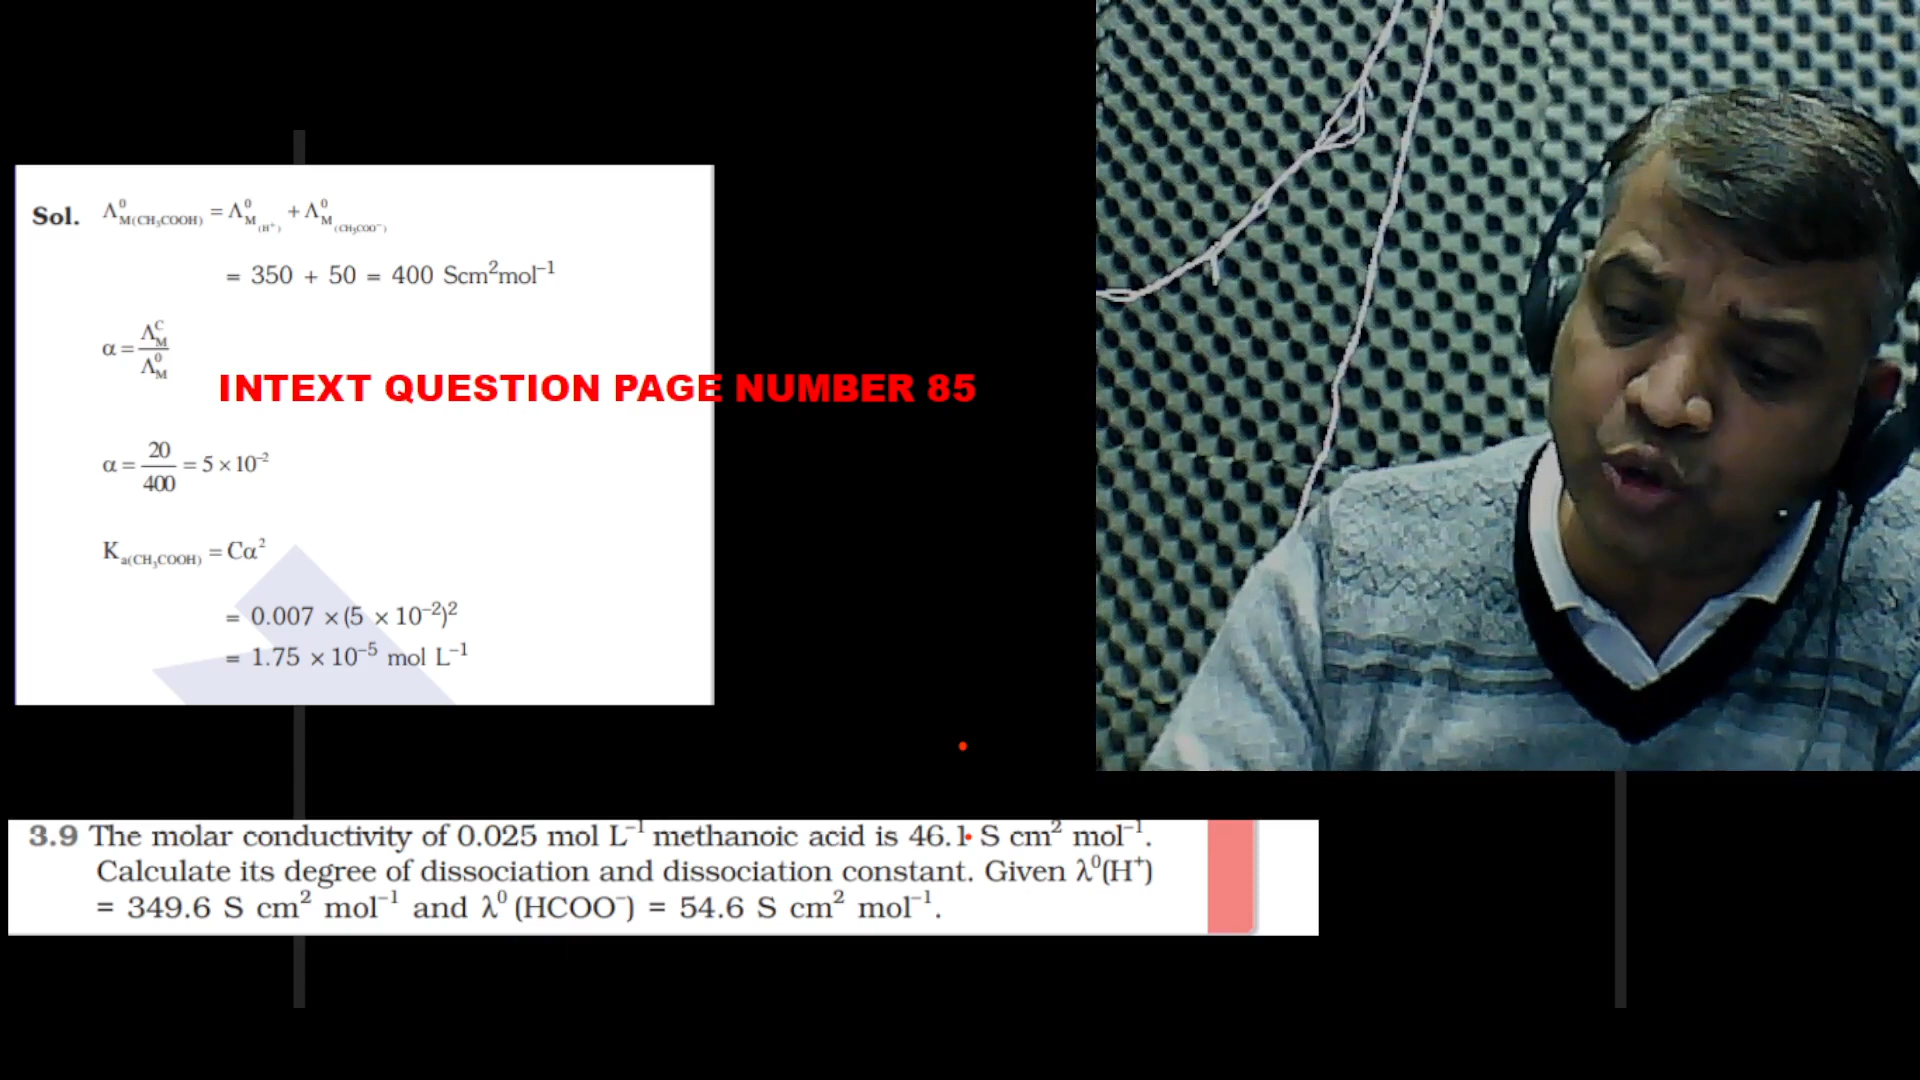 Sol. Λ⁰M(CH₃COOH) = Λ⁰M(H⁺) + Λ⁰M(CH₃COO⁻)
= 350 + 50 = 400 Scm²mol⁻¹
α = ΛᶜM / Λ⁰M
INTEXT QUESTION PAGE NUMBER 85
α = 20/400 = 5 × 10⁻²
Ka(CH₃COOH) = Cα²
= 0.007 × (5 × 10⁻²)²
= 1.75 × 10⁻⁵ mol L⁻¹
3.9 The molar conductivity of 0.025 mol L⁻¹ methanoic acid is 46.1 S cm² mol⁻¹.
Calculate its degree of dissociation and dissociation constant. Given λ⁰(H⁺)
= 349.6 S cm² mol⁻¹ and λ⁰ (HCOO⁻) = 54.6 S cm² mol⁻¹.